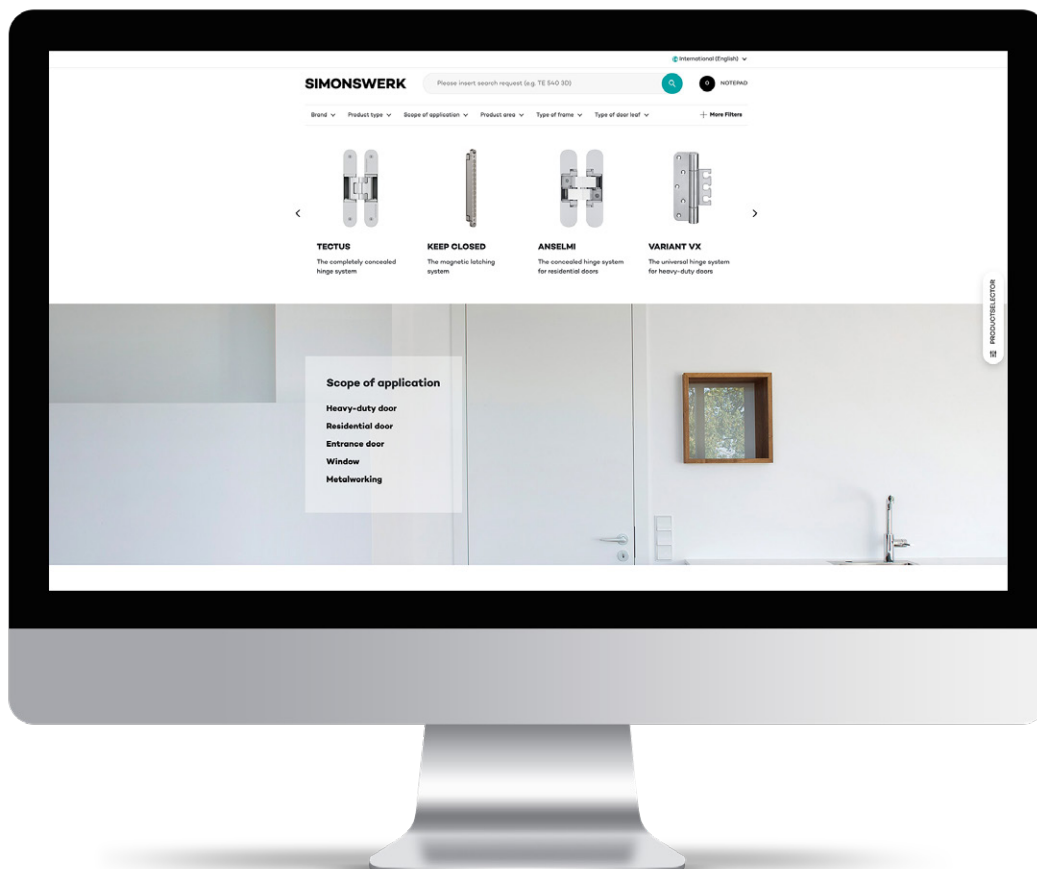 International (English)
SIMONSWERK
Please insert search request (e.g. TE 540 3D)
0
NOTEPAD
Brand
Product type
Scope of application
Product area
Type of frame
Type of door leaf
More Filters
TECTUS
The completely concealed
hinge system
KEEP CLOSED
The magnetic latching
system
ANSELMI
The concealed hinge system
for residential doors
VARIANT VX
The universal hinge system
for heavy-duty doors
PRODUCTSELECTOR
Scope of application
Heavy-duty door
Residential door
Entrance door
Window
Metalworking